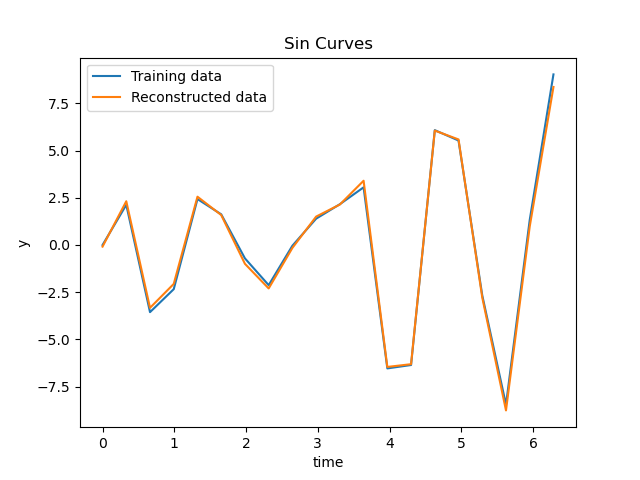 Sin Curves
Training data
Reconstructed data
7.5
5.0
2.5
0.0
−2.5
−5.0
−7.5
y
0 1 2 3 4 5 6
time